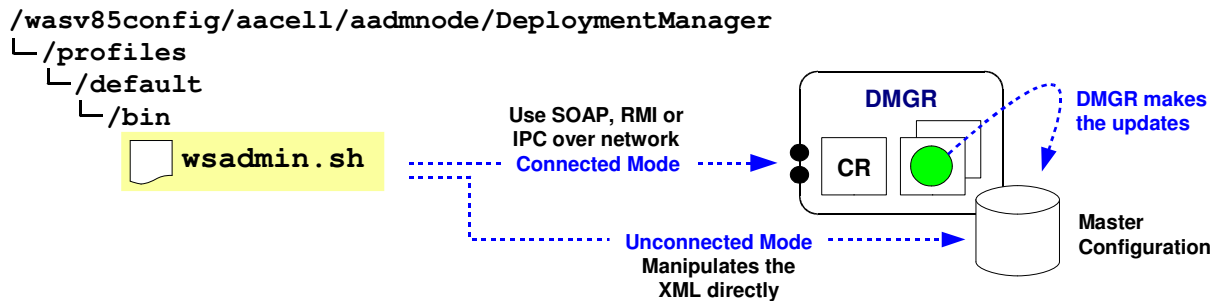 /wasv85config/aacell/aadmnode/DeploymentManager
/profiles
/default
/bin
wsadmin.sh
Use SOAP, RMI or
IPC over network
Connected Mode
DMGR
CR
DMGR makes
the updates
Unconnected Mode
Manipulates the
XML directly
Master
Configuration